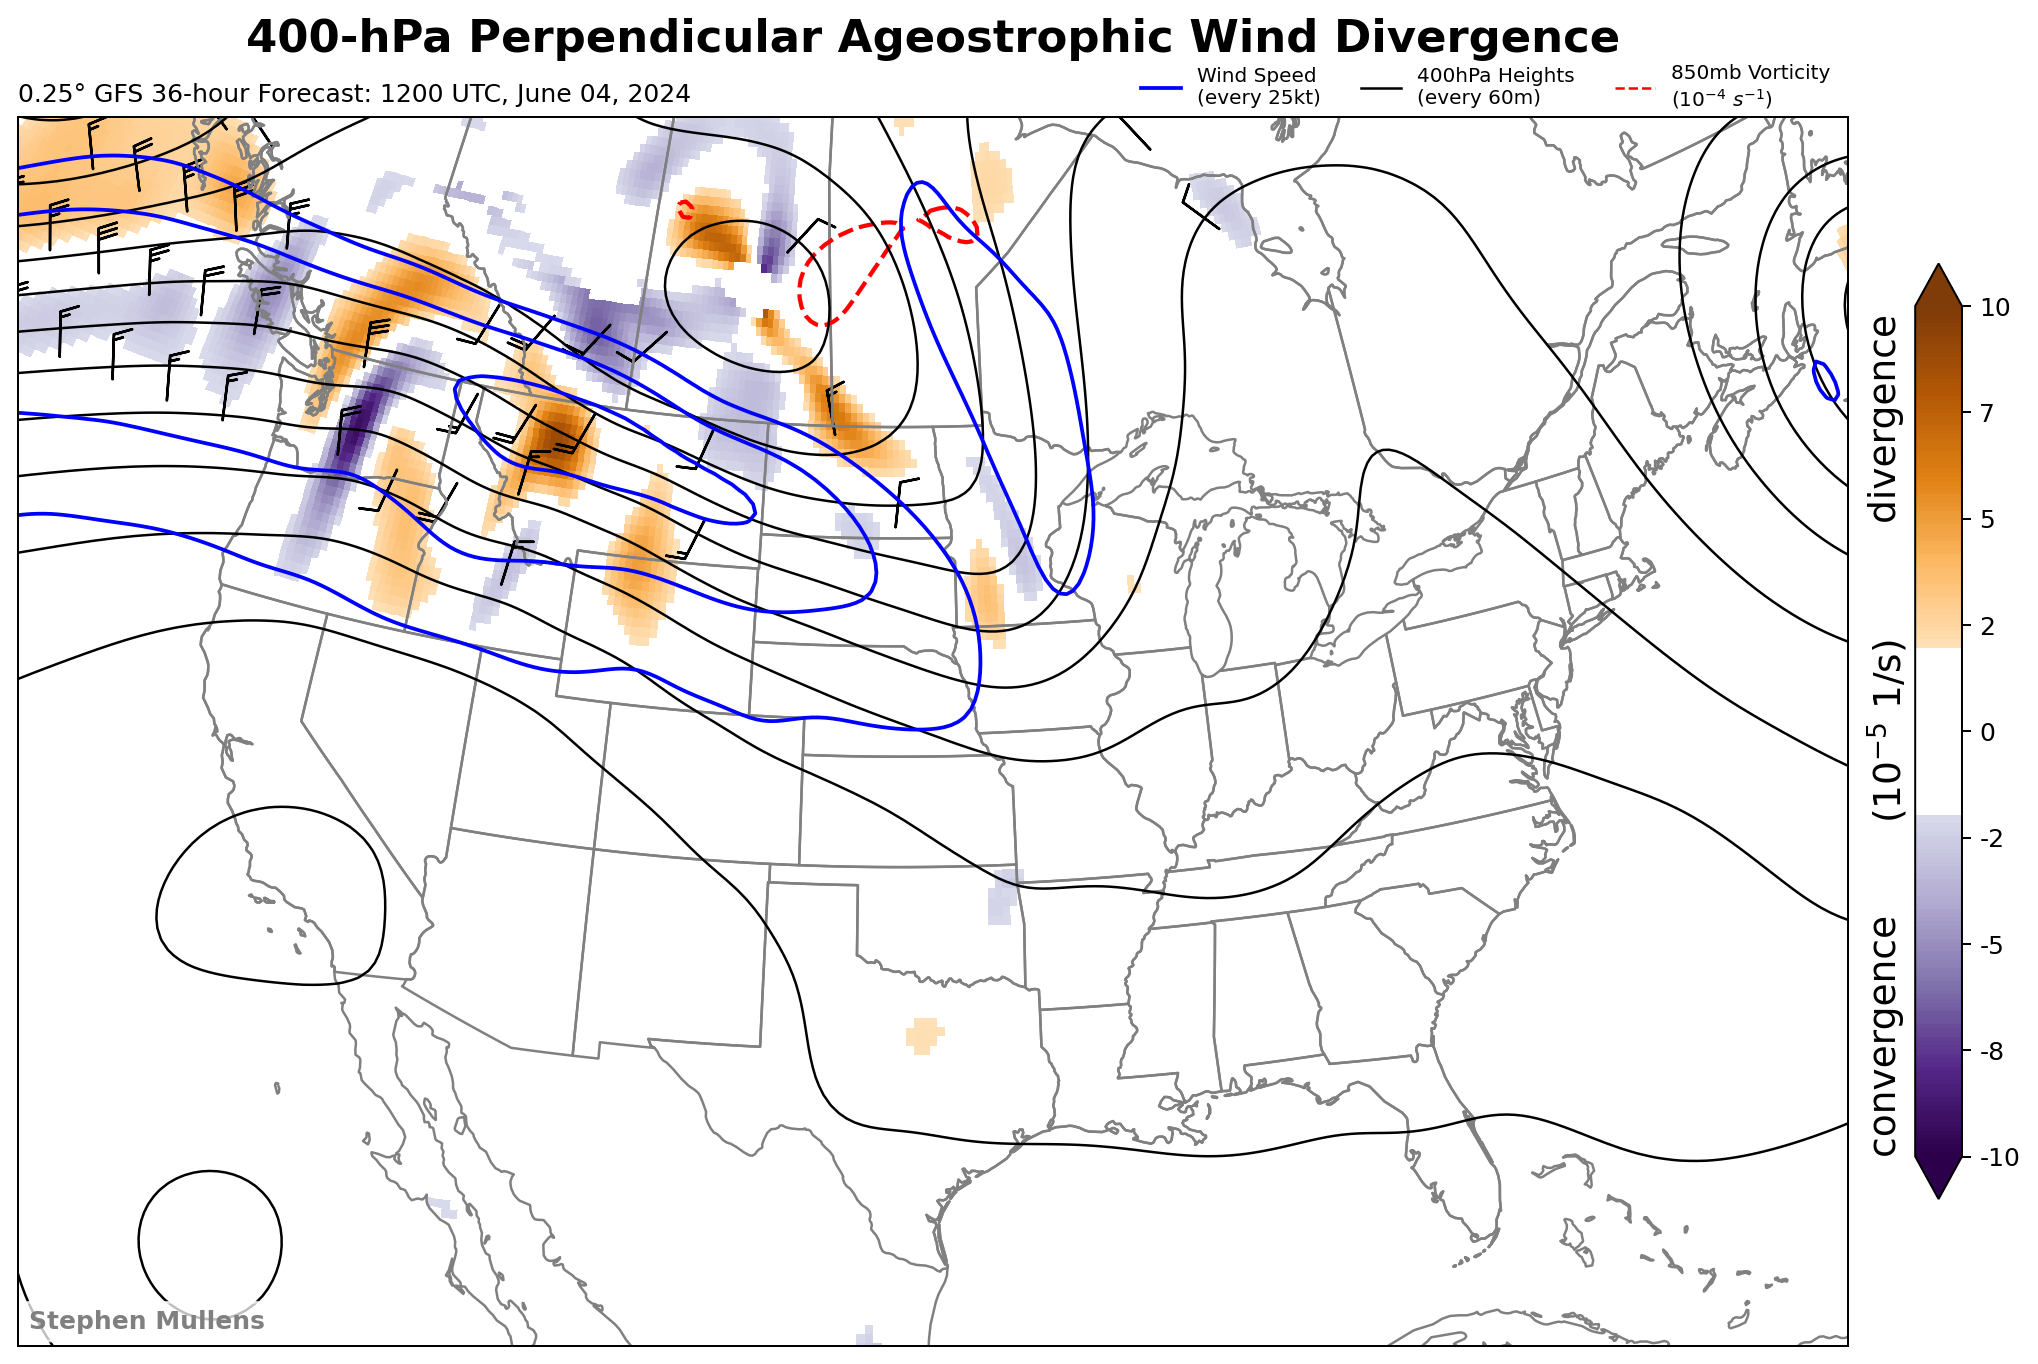 400-hPa Perpendicular Ageostrophic Wind Divergence
0.25° GFS 36-hour Forecast: 1200 UTC, June 04, 2024
Wind Speed
(every 25kt)
400hPa Heights
(every 60m)
850mb Vorticity
(10⁻⁴ s⁻¹)
10
7
5
2
0
-2
-5
-8
-10
convergence (10⁻⁵ 1/s) divergence
Stephen Mullens